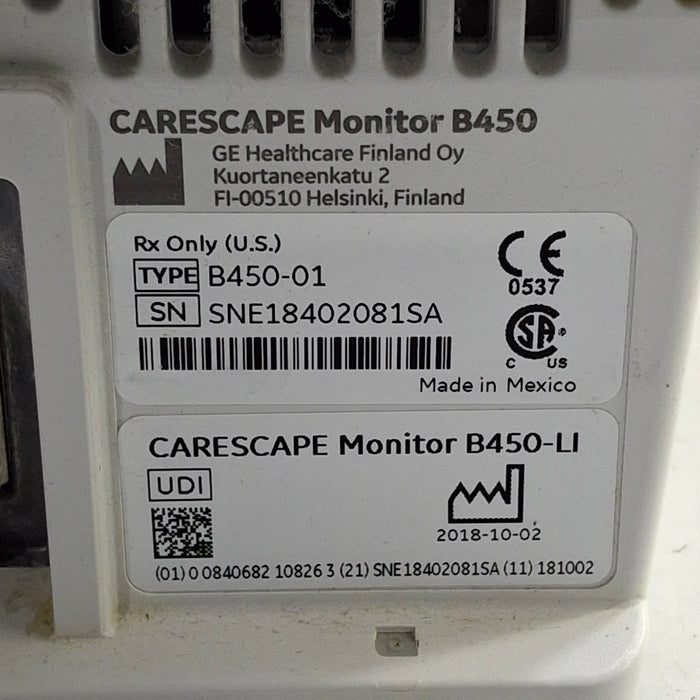 CARESCAPE Monitor B450
GE Healthcare Finland Oy
Kuortaneenkatu 2
FI-00510 Helsinki, Finland
Rx Only (U.S.)
TYPE B450-01
SN SNE18402081SA
CE
0537
SA ®
C US
Made in Mexico
CARESCAPE Monitor B450-LI
UDI
2018-10-02
(01) 0 0840682 108263 (21) SNE18402081SA (11) 181002